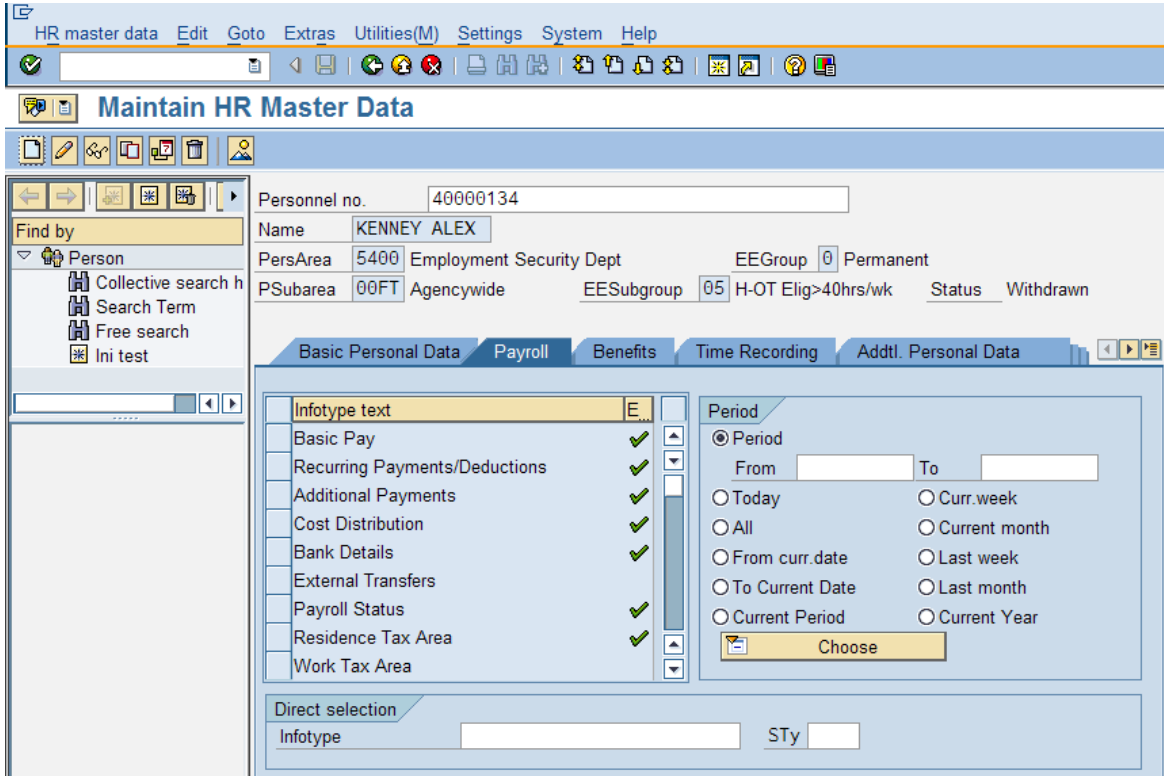 HR master data Edit Goto Extras Utilities(M) Settings System Help
Maintain HR Master Data
Find by
Person
Collective search h
Search Term
Free search
Ini test
Personnel no. 40000134
Name KENNEY ALEX
PersArea 5400 Employment Security Dept EEGroup 0 Permanent
PSubarea 00FT Agencywide EESubgroup 05 H-OT Elig>40hrs/wk Status Withdrawn
Basic Personal Data Payroll Benefits Time Recording Addtl. Personal Data
Infotype text E...
Basic Pay
Recurring Payments/Deductions
Additional Payments
Cost Distribution
Bank Details
External Transfers
Payroll Status
Residence Tax Area
Work Tax Area
Period
Period
From To
Today Curr.week
All Current month
From curr.date Last week
To Current Date Last month
Current Period Current Year
Choose
Direct selection
Infotype STy